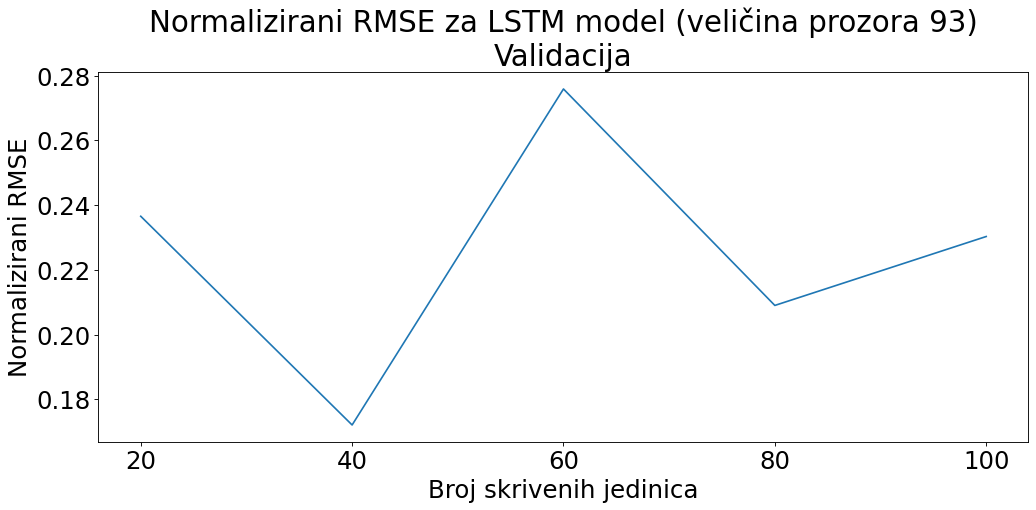 Normalizirani RMSE za LSTM model (veličina prozora 93)
Validacija
Normalizirani RMSE
0.28
0.26
0.24
0.22
0.20
0.18
20 40 60 80 100
Broj skrivenih jedinica